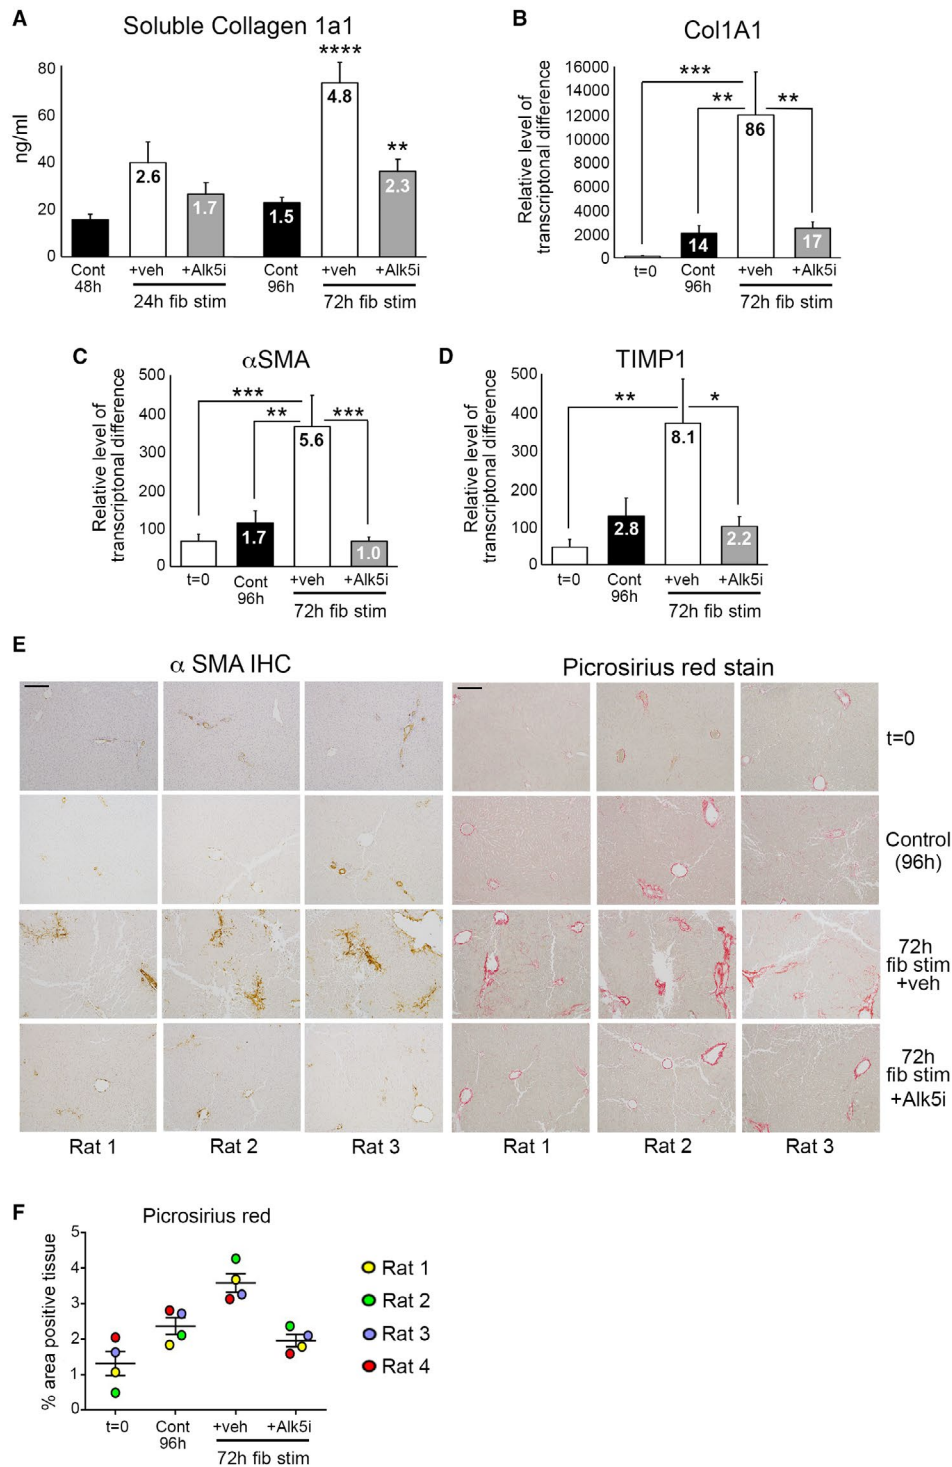 A
Soluble Collagen 1a1
ng/ml
80
60
40
20
0
2.6
1.7
1.5
****
4.8
**
2.3
Cont
48h
+veh
+Alk5i
24h fib stim
Cont
96h
+veh
+Alk5i
72h fib stim
B
Col1A1
Relative level of
transcriptonal difference
16000
14000
12000
10000
8000
6000
4000
2000
0
***
**
**
14
86
17
t=0
Cont
96h
+veh
+Alk5i
72h fib stim
C
αSMA
Relative level of
transcriptonal difference
500
400
300
200
100
0
***
**
***
1.7
5.6
1.0
t=0
Cont
96h
+veh
+Alk5i
72h fib stim
D
TIMP1
Relative level of
transcriptonal difference
500
400
300
200
100
0
**
*
2.8
8.1
2.2
t=0
Cont
96h
+veh
+Alk5i
72h fib stim
E
α SMA IHC
Picrosirius red stain
t=0
Control
(96h)
72h
fib stim
+veh
72h
fib stim
+Alk5i
Rat 1
Rat 2
Rat 3
Rat 1
Rat 2
Rat 3
F
Picrosirius red
% area positive tissue
5
4
3
2
1
0
t=0
Cont
96h
+veh
+Alk5i
72h fib stim
Rat 1
Rat 2
Rat 3
Rat 4